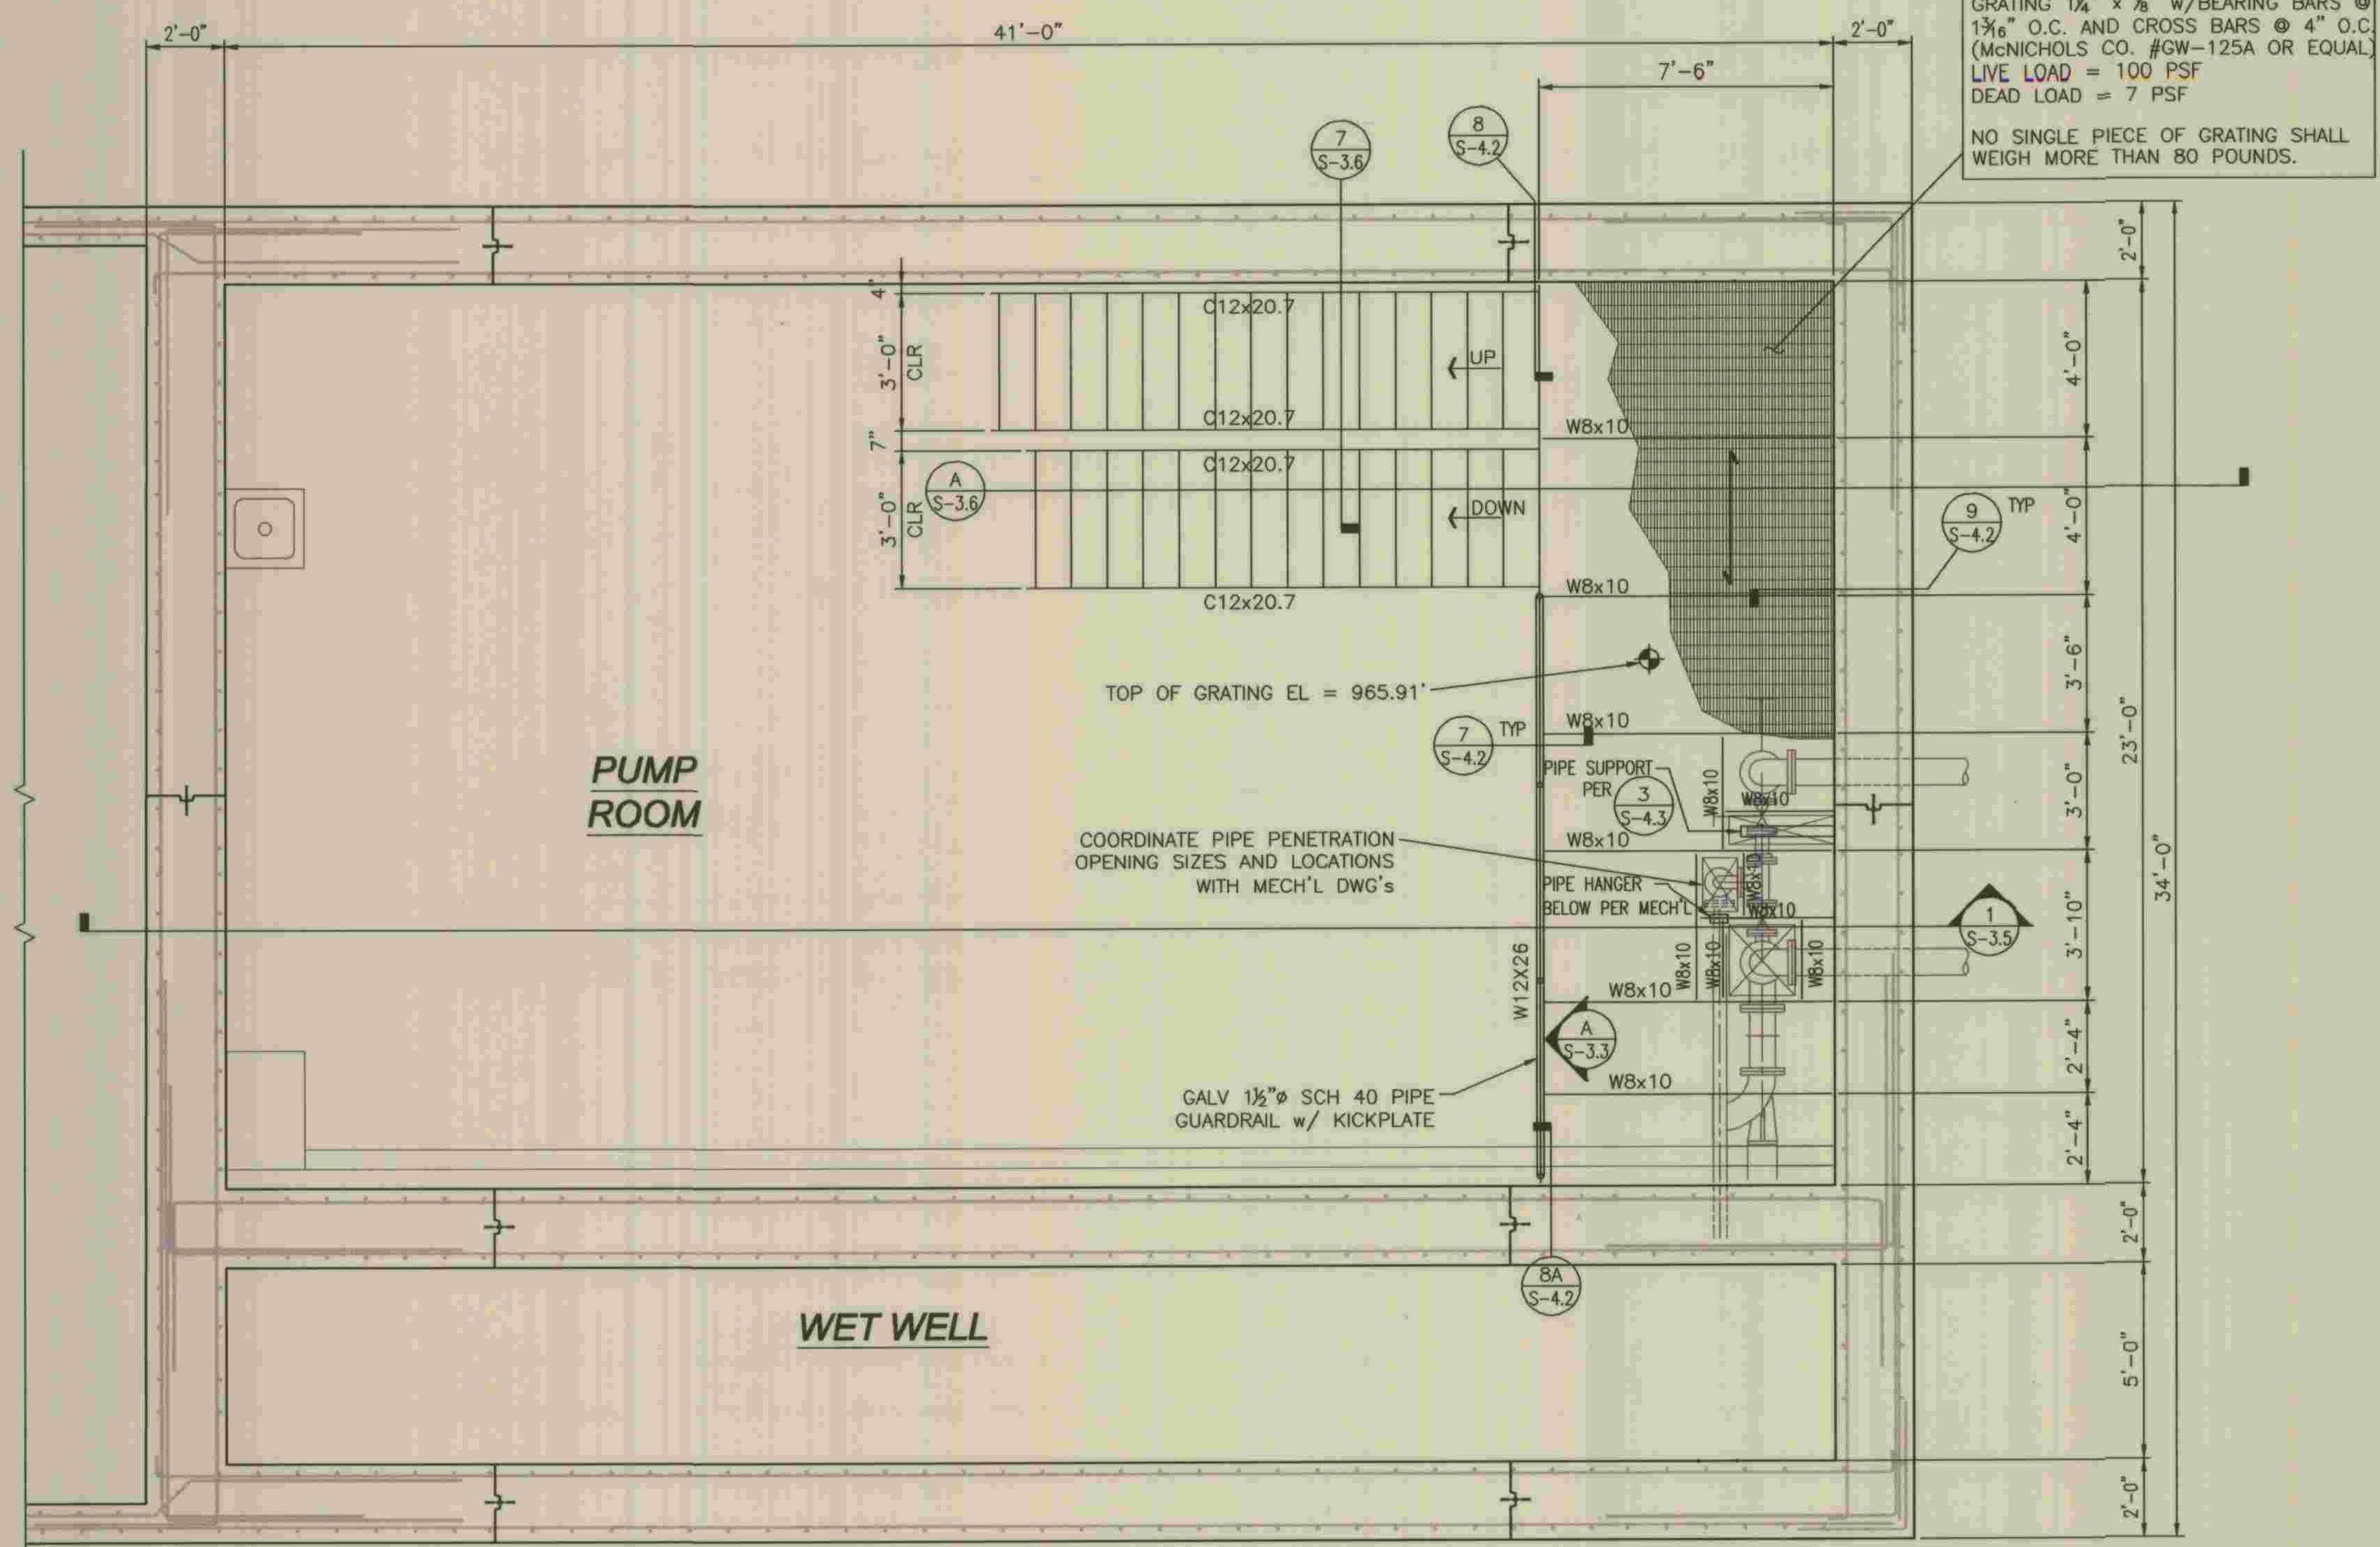 GRATING 1¼" x ⅛" W/BEARING BARS @
1 3/16" O.C. AND CROSS BARS @ 4" O.C.
(McNICHOLS CO. #GW-125A OR EQUAL)
LIVE LOAD = 100 PSF
DEAD LOAD = 7 PSF
NO SINGLE PIECE OF GRATING SHALL
WEIGH MORE THAN 80 POUNDS.
2'-0"
41'-0"
2'-0"
7'-6"
7
S-3.6
8
S-4.2
2'-0"
4"
C12x20.7
3'-0"
CLR
UP
4'-0"
C12x20.7
W8x10
7"
C12x20.7
A
S-3.6
3'-0"
CLR
DOWN
9
S-4.2
TYP
4'-0"
W8x10
C12x20.7
3'-6"
TOP OF GRATING EL = 965.91'
W8x10
7
S-4.2
TYP
23'-0"
PUMP
ROOM
PIPE SUPPORT
PER
3
S-4.3
W8x10
W8x10
3'-0"
COORDINATE PIPE PENETRATION
OPENING SIZES AND LOCATIONS
WITH MECH'L DWG's
W8x10
34'-0"
PIPE HANGER
BELOW PER MECH'L
W8x10
W8x10
1
S-3.5
3'-10"
W12X26
W8x10
W8x10
W8x10
W8x10
A
S-3.3
2'-4"
W8x10
GALV 1½"ø SCH 40 PIPE
GUARDRAIL w/ KICKPLATE
2'-4"
2'-0"
8A
S-4.2
WET WELL
5'-0"
2'-0"